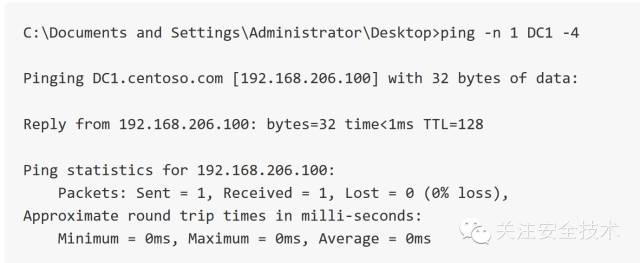 C:\Documents and Settings\Administrator\Desktop>ping -n 1 DC1 -4
Pinging DC1.centoso.com [192.168.206.100] with 32 bytes of data:
Reply from 192.168.206.100: bytes=32 time<1ms TTL=128
Ping statistics for 192.168.206.100:
Packets: Sent = 1, Received = 1, Lost = 0 (0% loss),
Approximate round trip times in milli-seconds:
Minimum = 0ms, Maximum = 0ms, Average = 0ms
关注安全技术